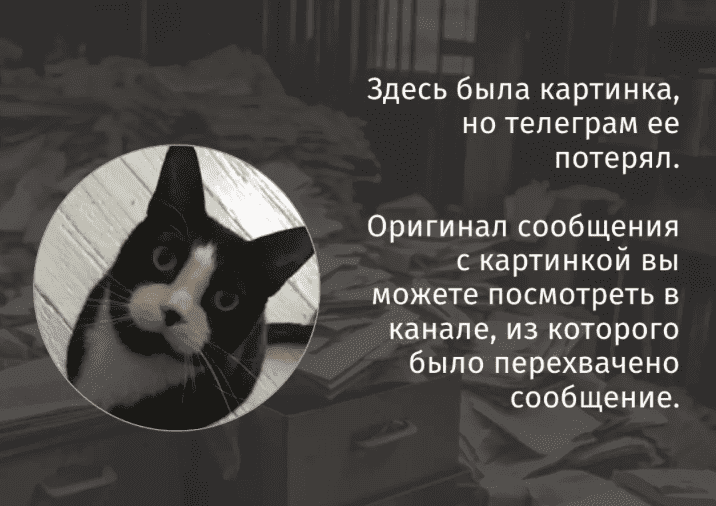 Здесь была картинка,
но телеграм ее
потерял.
Оригинал сообщения
с картинкой вы
можете посмотреть в
канале, из которого
было перехвачено
сообщение.